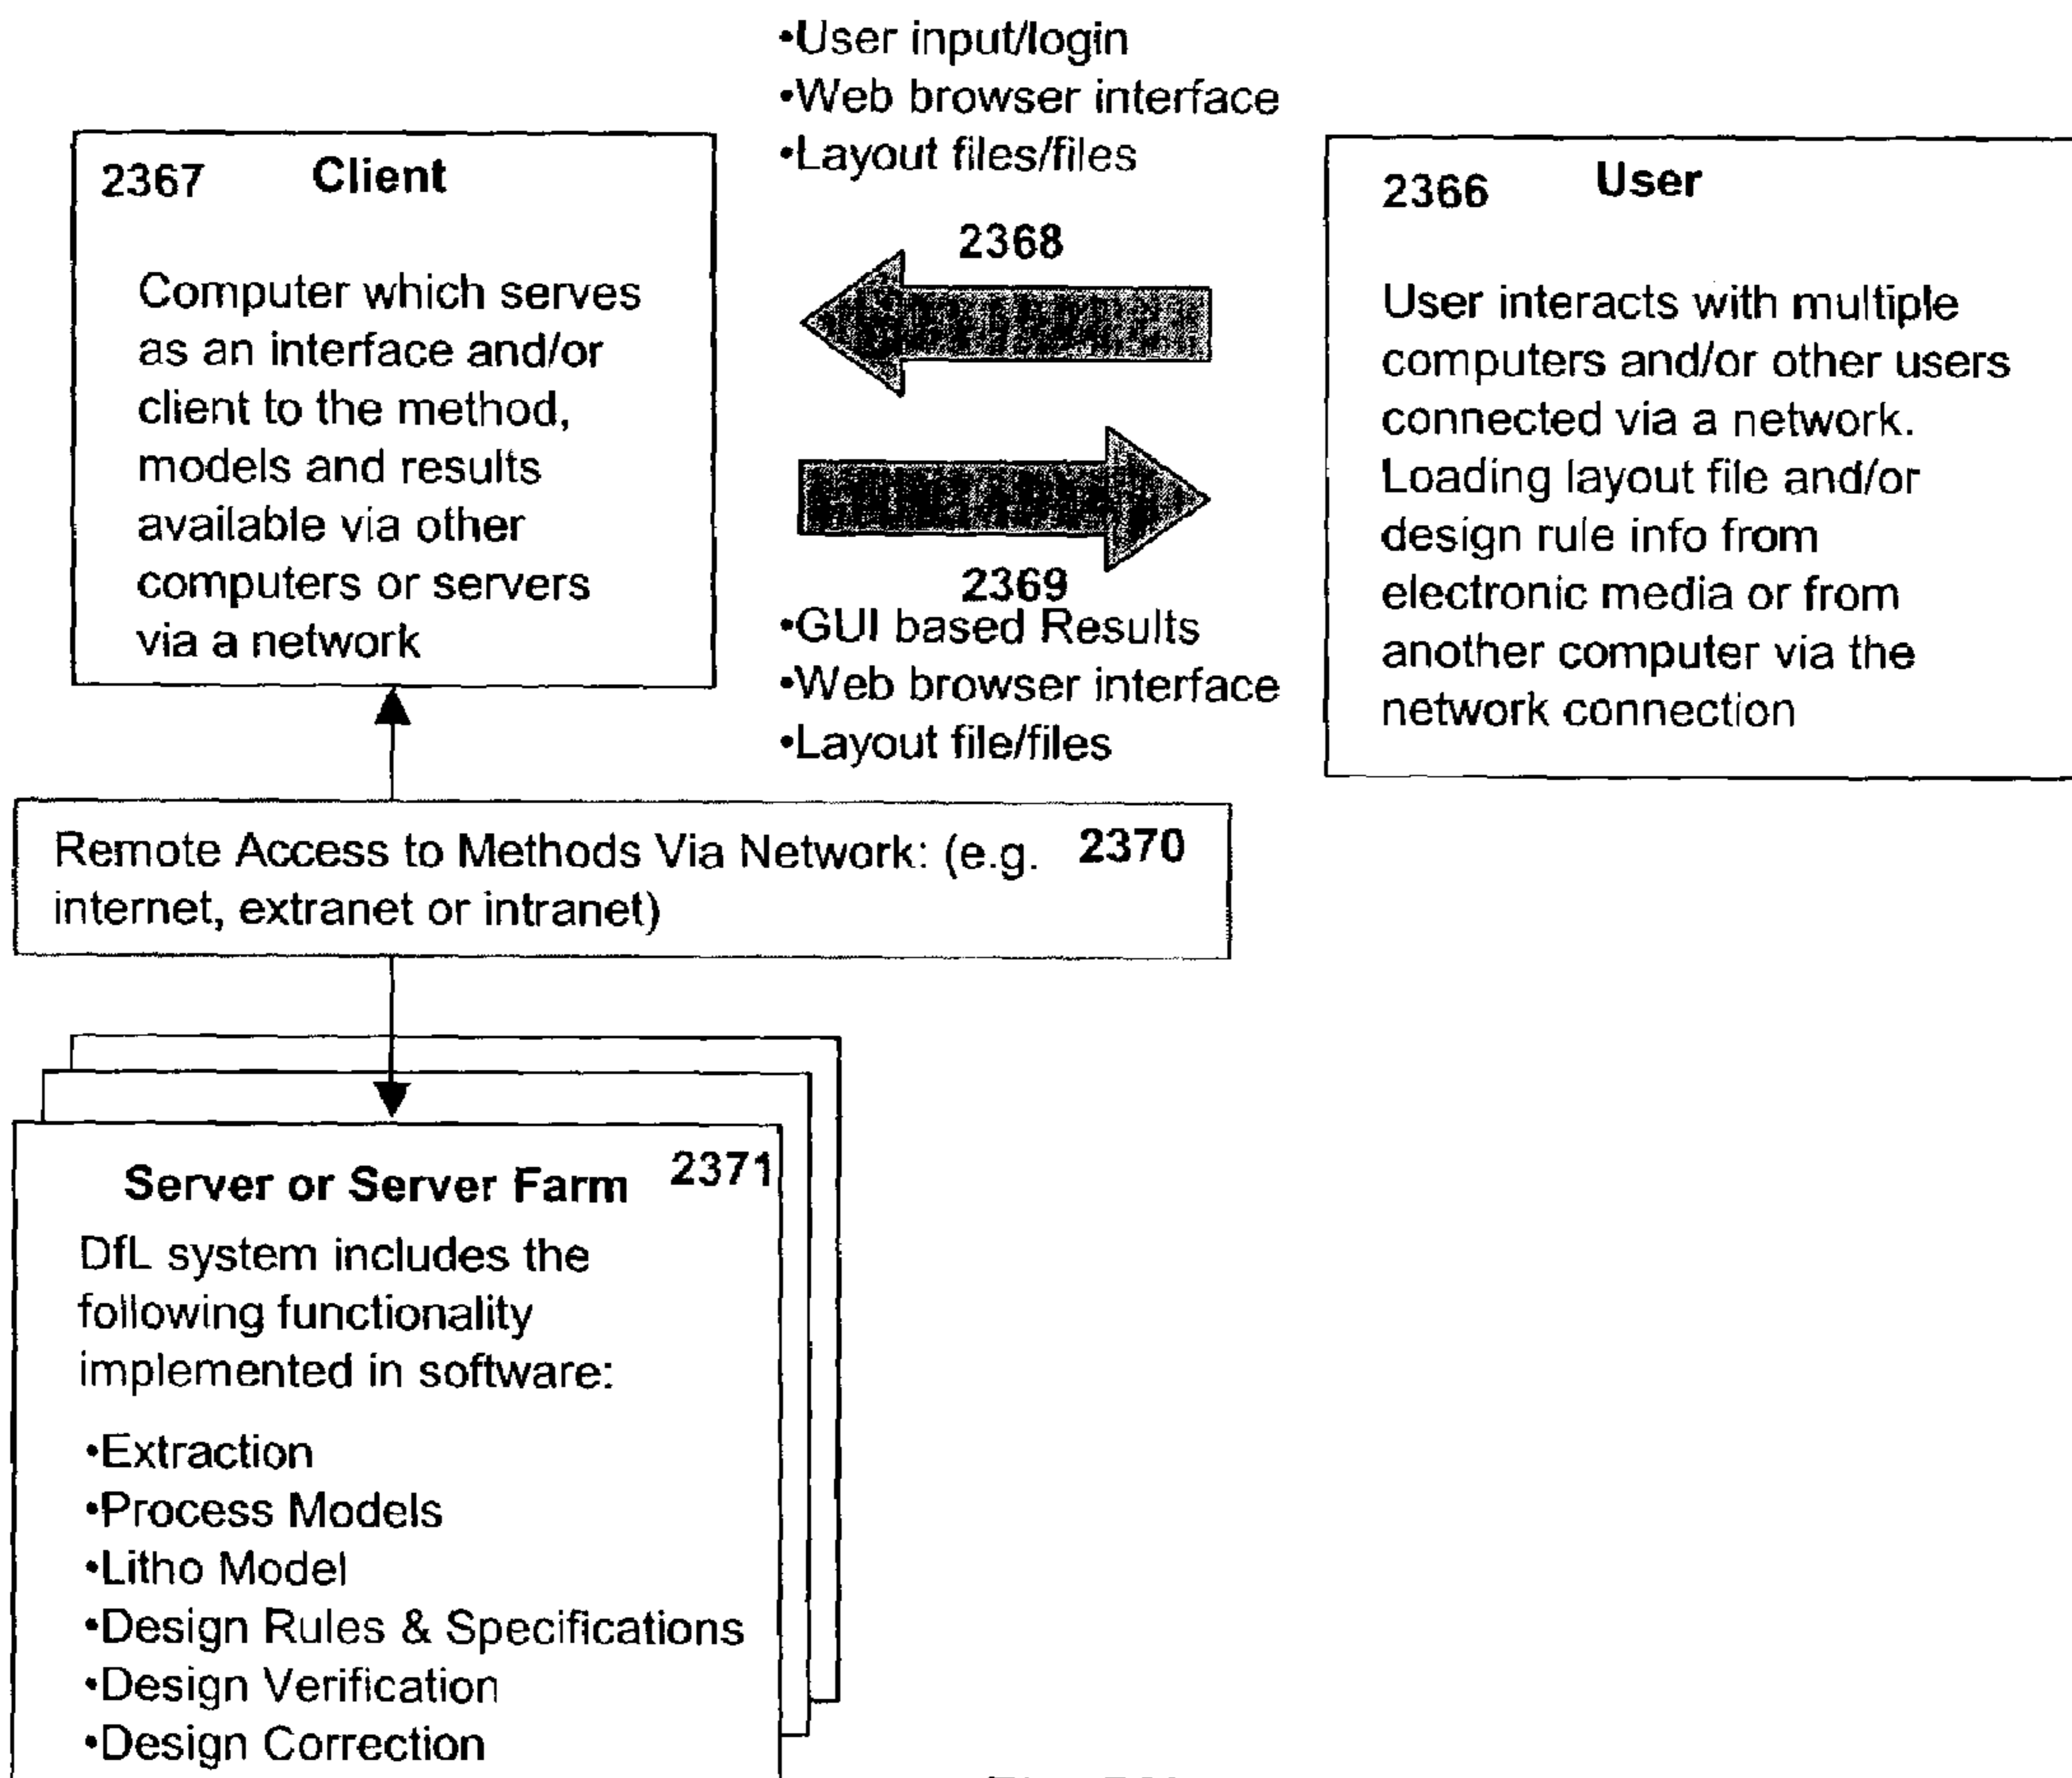 •User input/login
•Web browser interface
•Layout files/files
2367 Client
Computer which serves
as an interface and/or
client to the method,
models and results
available via other
computers or servers
via a network
2368
2369
•GUI based Results
•Web browser interface
•Layout file/files
2366 User
User interacts with multiple
computers and/or other users
connected via a network.
Loading layout file and/or
design rule info from
electronic media or from
another computer via the
network connection
Remote Access to Methods Via Network: (e.g. 2370
internet, extranet or intranet)
Server or Server Farm 2371
DfL system includes the
following functionality
implemented in software:
•Extraction
•Process Models
•Litho Model
•Design Rules & Specifications
•Design Verification
•Design Correction